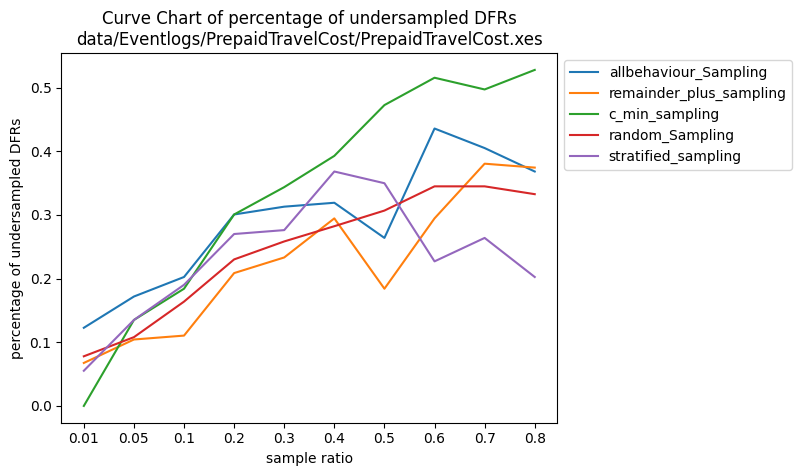 Curve Chart of percentage of undersampled DFRs
data/Eventlogs/PrepaidTravelCost/PrepaidTravelCost.xes
percentage of undersampled DFRs
0.5
0.4
0.3
0.2
0.1
0.0
0.01 0.05 0.1 0.2 0.3 0.4 0.5 0.6 0.7 0.8
sample ratio
allbehaviour_Sampling
remainder_plus_sampling
c_min_sampling
random_Sampling
stratified_sampling